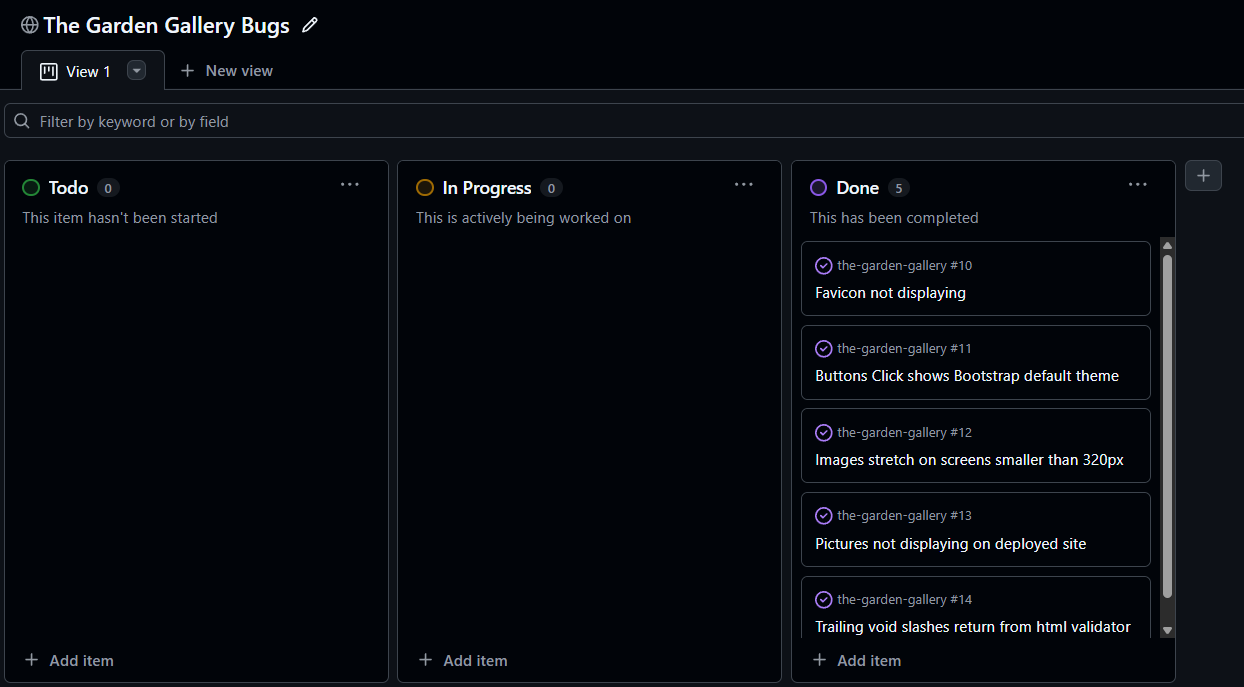 The Garden Gallery Bugs
View 1
New view
Filter by keyword or by field
Todo 0
This item hasn't been started
Add item
In Progress 0
This is actively being worked on
Add item
Done 5
This has been completed
the-garden-gallery #10
Favicon not displaying
the-garden-gallery #11
Buttons Click shows Bootstrap default theme
the-garden-gallery #12
Images stretch on screens smaller than 320px
the-garden-gallery #13
Pictures not displaying on deployed site
the-garden-gallery #14
Trailing void slashes return from html validator
Add item